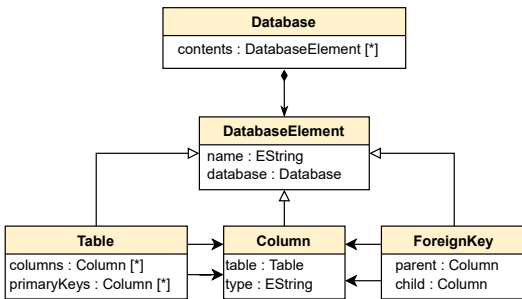 Database
contents : DatabaseElement [*]
DatabaseElement
name : EString
database : Database
Table
columns : Column [*]
primaryKeys : Column [*]
Column
table : Table
type : EString
ForeignKey
parent : Column
child : Column